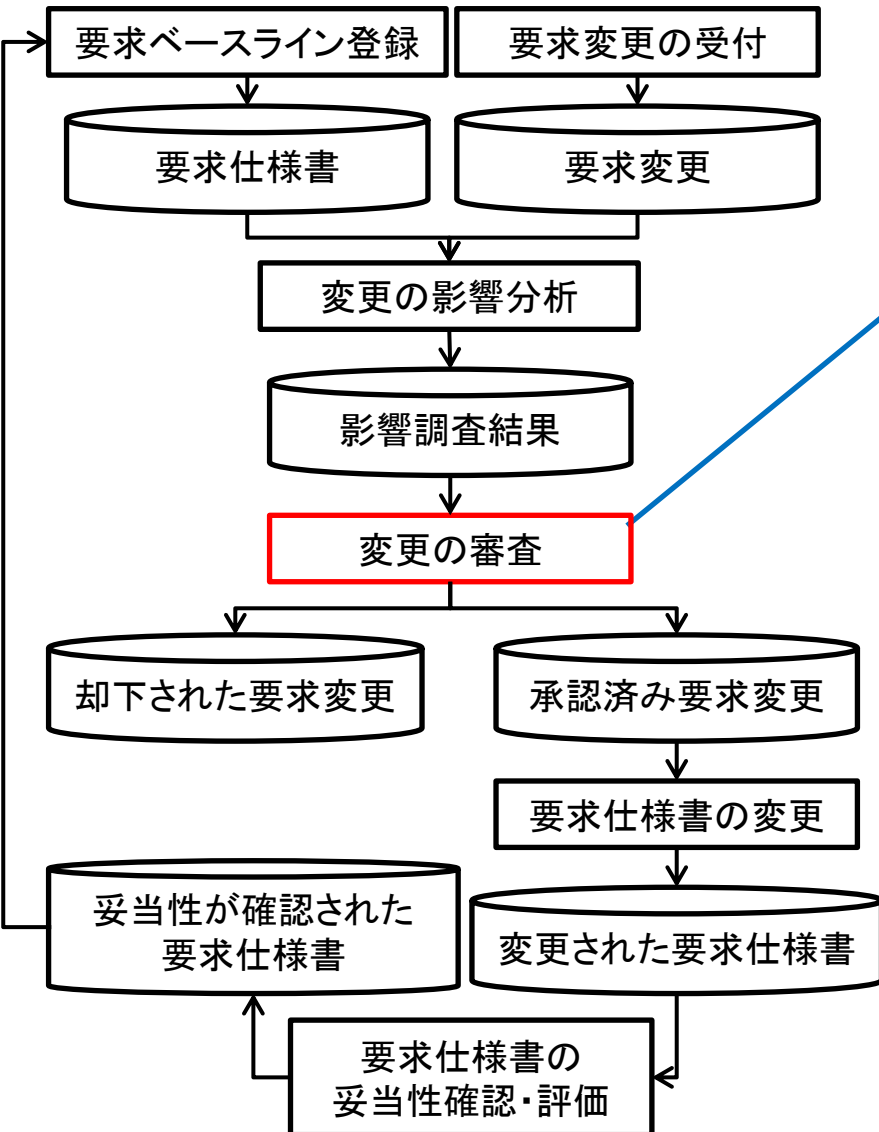 要求ベースライン登録
要求変更の受付
要求仕様書
要求変更
変更の影響分析
影響調査結果
変更の審査
却下された要求変更
承認済み要求変更
要求仕様書の変更
妥当性が確認された
要求仕様書
変更された要求仕様書
要求仕様書の
妥当性確認・評価